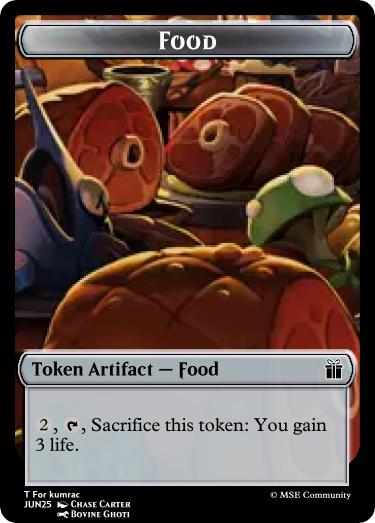 Food
Token Artifact — Food
2, , Sacrifice this token: You gain
3 life.
T For kumrac
JUN25 Chase Carter
Bovine Ghoti
© MSE Community